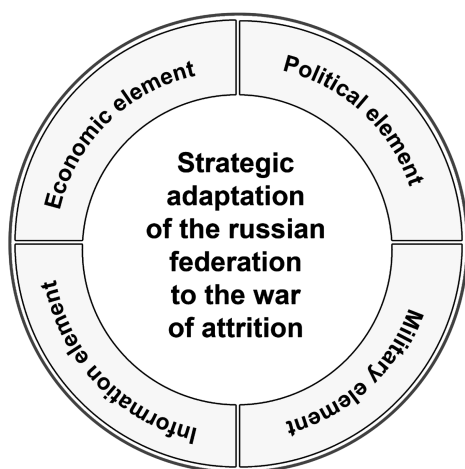 Economic element
Political element
Strategic
adaptation
of the russian
federation
to the war
of attrition
Information element
Military element